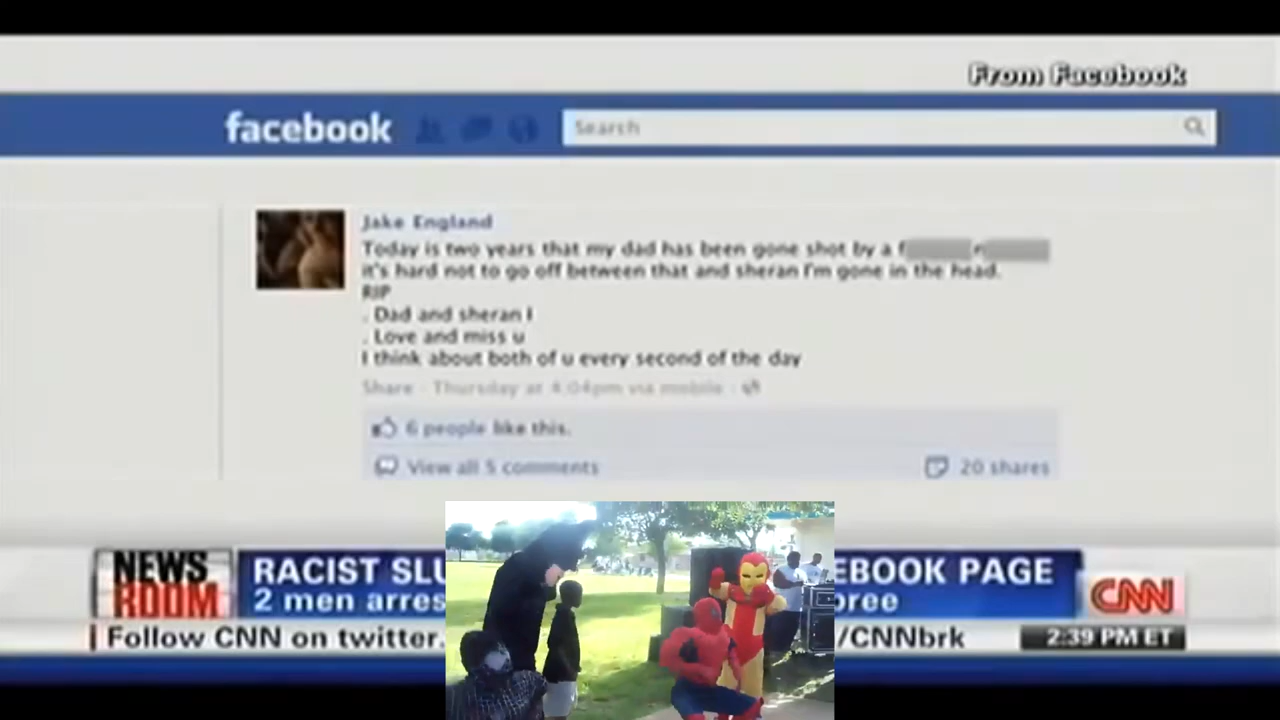 From Facebook
facebook Search
Jake England
Today is two years that my dad has been gone shot by a f n
it's hard not to go off between that and sheran I'm gone in the head.
RIP
. Dad and sheran I
. Love and miss u
I think about both of u every second of the day
Share · Thursday at 4:04pm via mobile ·
6 people like this.
View all 5 comments 20 shares
NEWS ROOM
RACIST SLU EBOOK PAGE
2 men arres oree
CNN
Follow CNN on twitter. /CNNbrk 2:39 PM ET